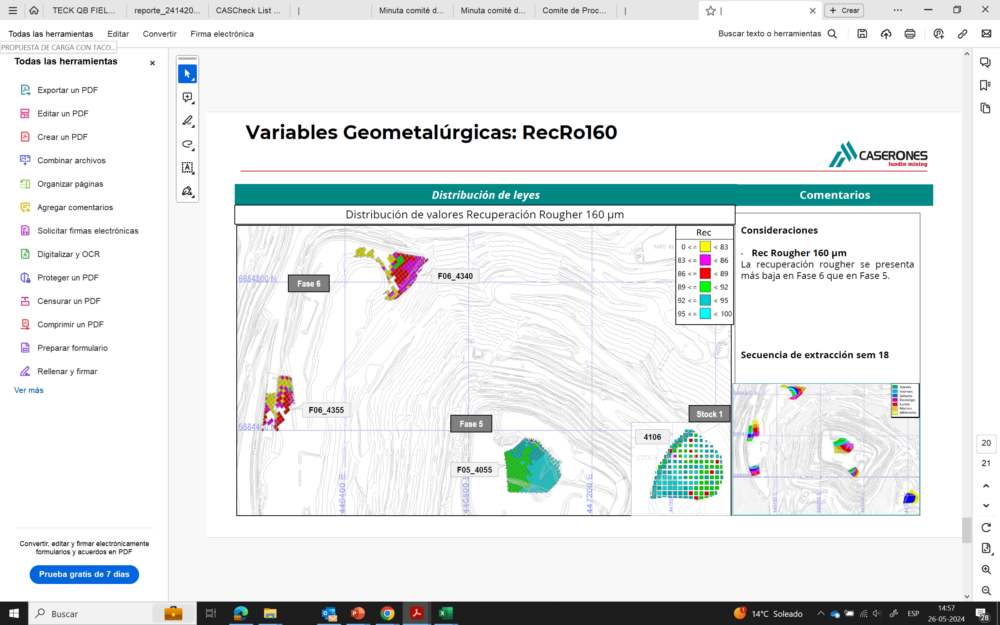 TECK QB FIEL...
reporte_241420...
CASCheck List ...
Minuta comité d...
Minuta comité d...
Comite de Proc...
Crear
Todas las herramientas
Editar
Convertir
Firma electrónica
Buscar texto o herramientas
PROPUESTA DE CARGA CON TACO...
Todas las herramientas
Exportar un PDF
Editar un PDF
Crear un PDF
Combinar archivos
Organizar páginas
Agregar comentarios
Solicitar firmas electrónicas
Digitalizar y OCR
Proteger un PDF
Censurar un PDF
Comprimir un PDF
Preparar formulario
Rellenar y firmar
Ver más
Convertir, editar y firmar electrónicamente
formularios y acuerdos en PDF
Prueba gratis de 7 días
Variables Geometalúrgicas: RecRo160
CASERONES
lundin mining
Distribución de leyes
Comentarios
Distribución de valores Recuperación Rougher 160 µm
Rec
0 <= < 83
83 <= < 86
86 <= < 89
89 <= < 92
92 <= < 95
95 <= < 100
PATIO DE
6884800 N
Fase 6
F06_4340
F06_4355
6884400 N
Fase 5
F05_4055
Stock 1
4106
STOCK
446400 E
446800 E
447200 E
44760
Consideraciones
· Rec Rougher 160 µm
La recuperación rougher se presenta
más baja en Fase 6 que en Fase 5.
Secuencia de extracción sem 18
Jueves
Viernes
Sábado
Domingo
Lunes
Martes
Miércoles
20
21
Buscar
14°C Soleado
ESP
14:57
26-05-2024
28